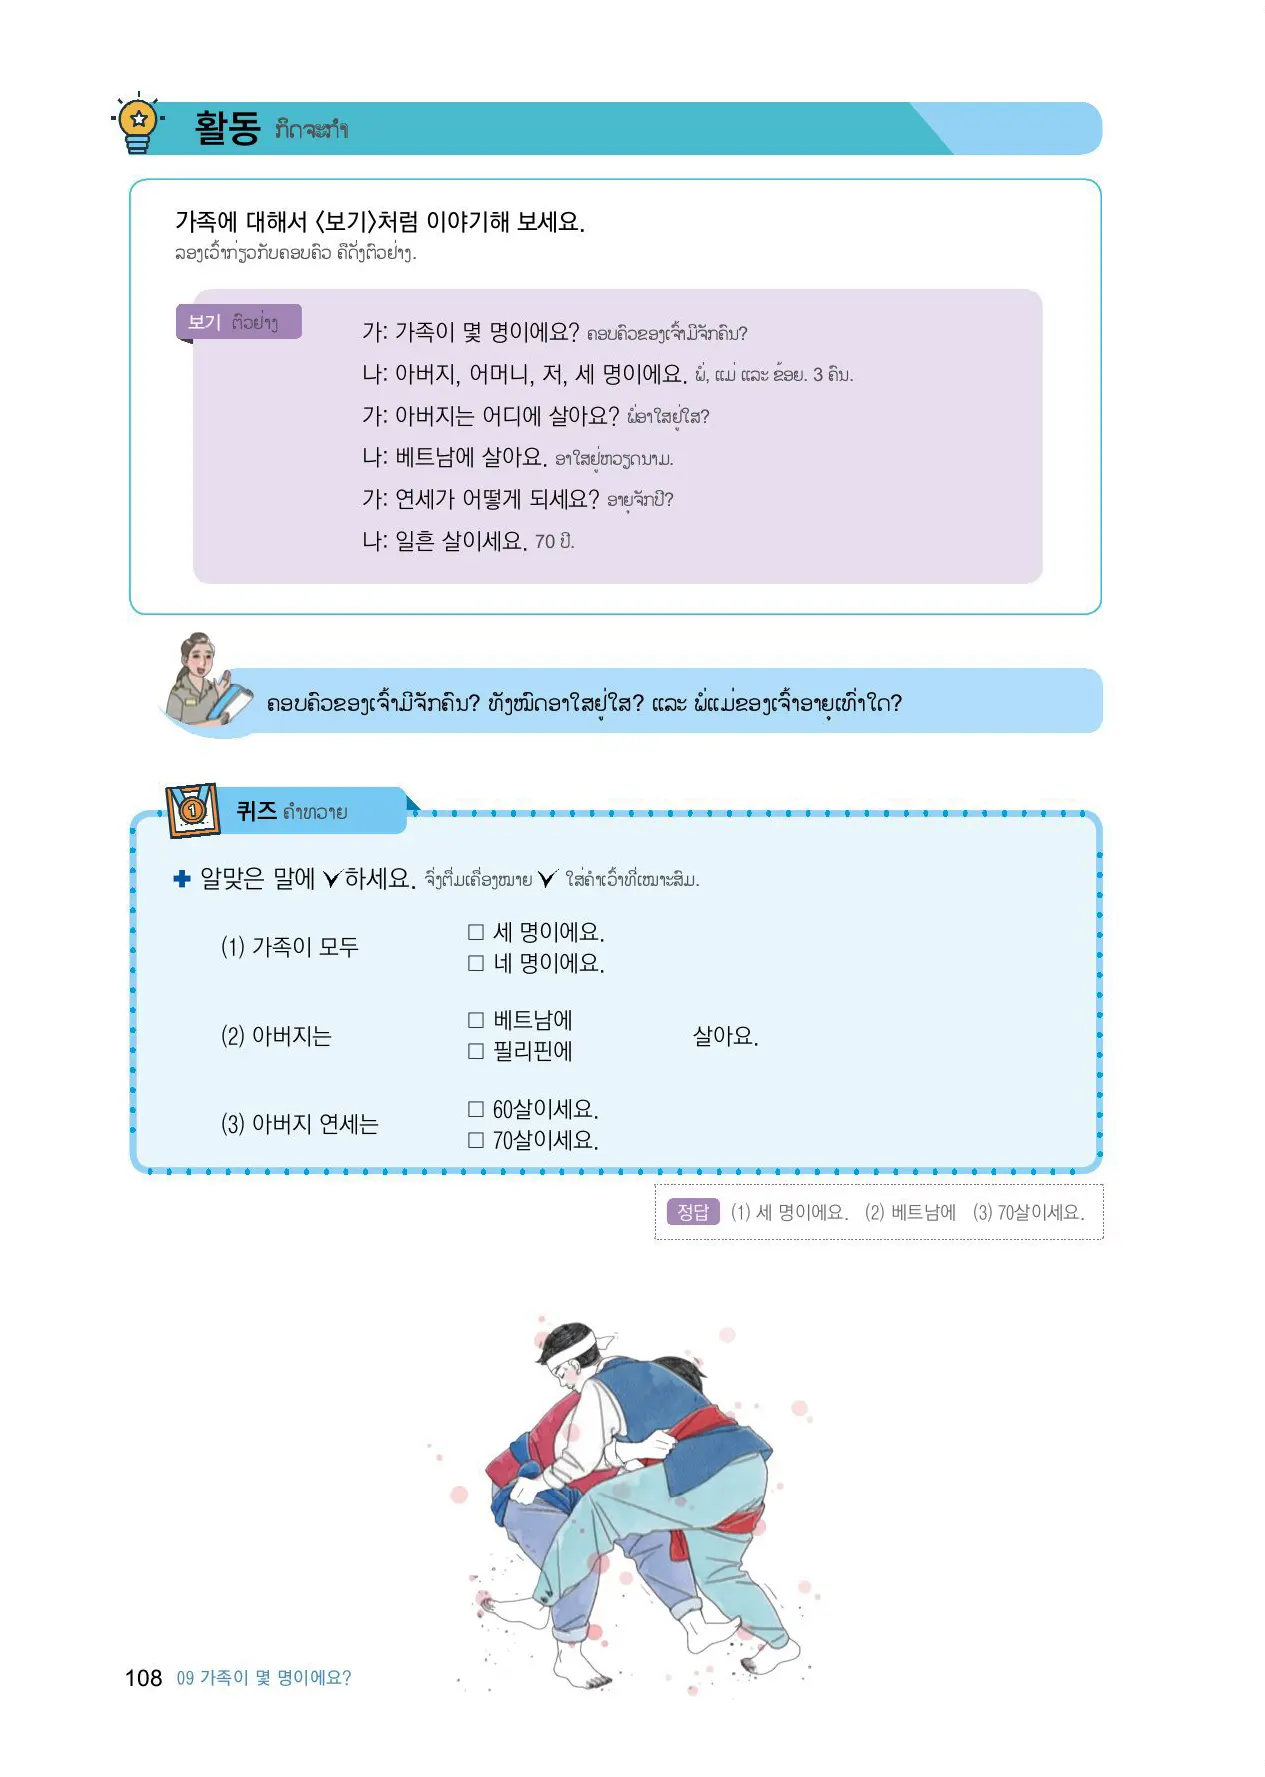 활동 ກິດຈະກຳ
가족에 대해서 〈보기〉처럼 이야기해 보세요.
ລອງເວົ້າກ່ຽວກັບຄອບຄົວ ຄືດັ່ງຕົວຢ່າງ.
보기 ຕົວຢ່າງ
가: 가족이 몇 명이에요? ຄອບຄົວຂອງເຈົ້າມີຈັກຄົນ?
나: 아버지, 어머니, 저, 세 명이에요. ພໍ່, ແມ່ ແລະ ຂ້ອຍ. 3 ຄົນ.
가: 아버지는 어디에 살아요? ພໍ່ອາໃສຢູ່ໃສ?
나: 베트남에 살아요. ອາໃສຢູ່ຫວຽດນາມ.
가: 연세가 어떻게 되세요? ອາຍຸຈັກປີ?
나: 일흔 살이세요. 70 ປີ.
ຄອບຄົວຂອງເຈົ້າມີຈັກຄົນ? ທັງໝົດອາໃສຢູ່ໃສ? ແລະ ພໍ່ແມ່ຂອງເຈົ້າອາຍຸເທົ່າໃດ?
퀴즈 ຄຳທວາຍ
알맞은 말에 ✓하세요. ຈົ່ງຕື່ມເຄື່ອງໝາຍ ✓ ໃສ່ຄຳເວົ້າທີ່ເໝາະສົມ.
(1) 가족이 모두
□ 세 명이에요.
□ 네 명이에요.
(2) 아버지는
□ 베트남에
□ 필리핀에
살아요.
(3) 아버지 연세는
□ 60살이세요.
□ 70살이세요.
정답 (1) 세 명이에요. (2) 베트남에 (3) 70살이세요.
108 09 가족이 몇 명이에요?